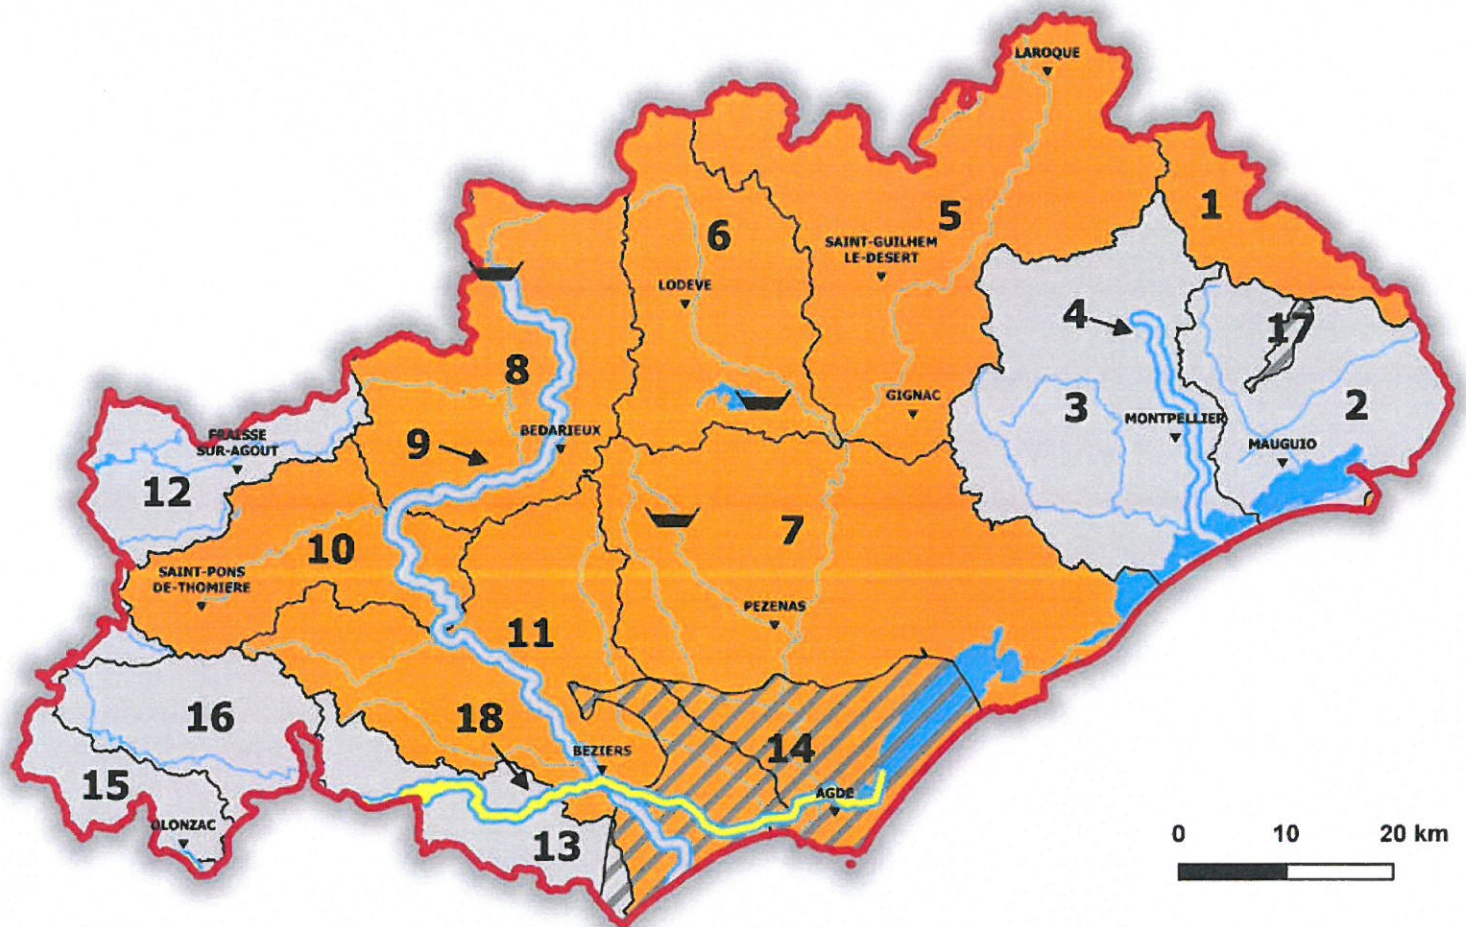 LAROQUE
1
5
6
SAINT-GUILHEM
LE-DESERT
LODEVE
4
17
8
GIGNAC
3
MONTPELLIER
2
BEDARIEUX
MAUGUIO
9
FRAISSE
SUR-AGOUT
12
7
10
SAINT-PONS
DE-THOMIERE
PEZENAS
11
16
18
BEZIERS
14
15
AGDE
OLONZAC
13
0 10 20 km